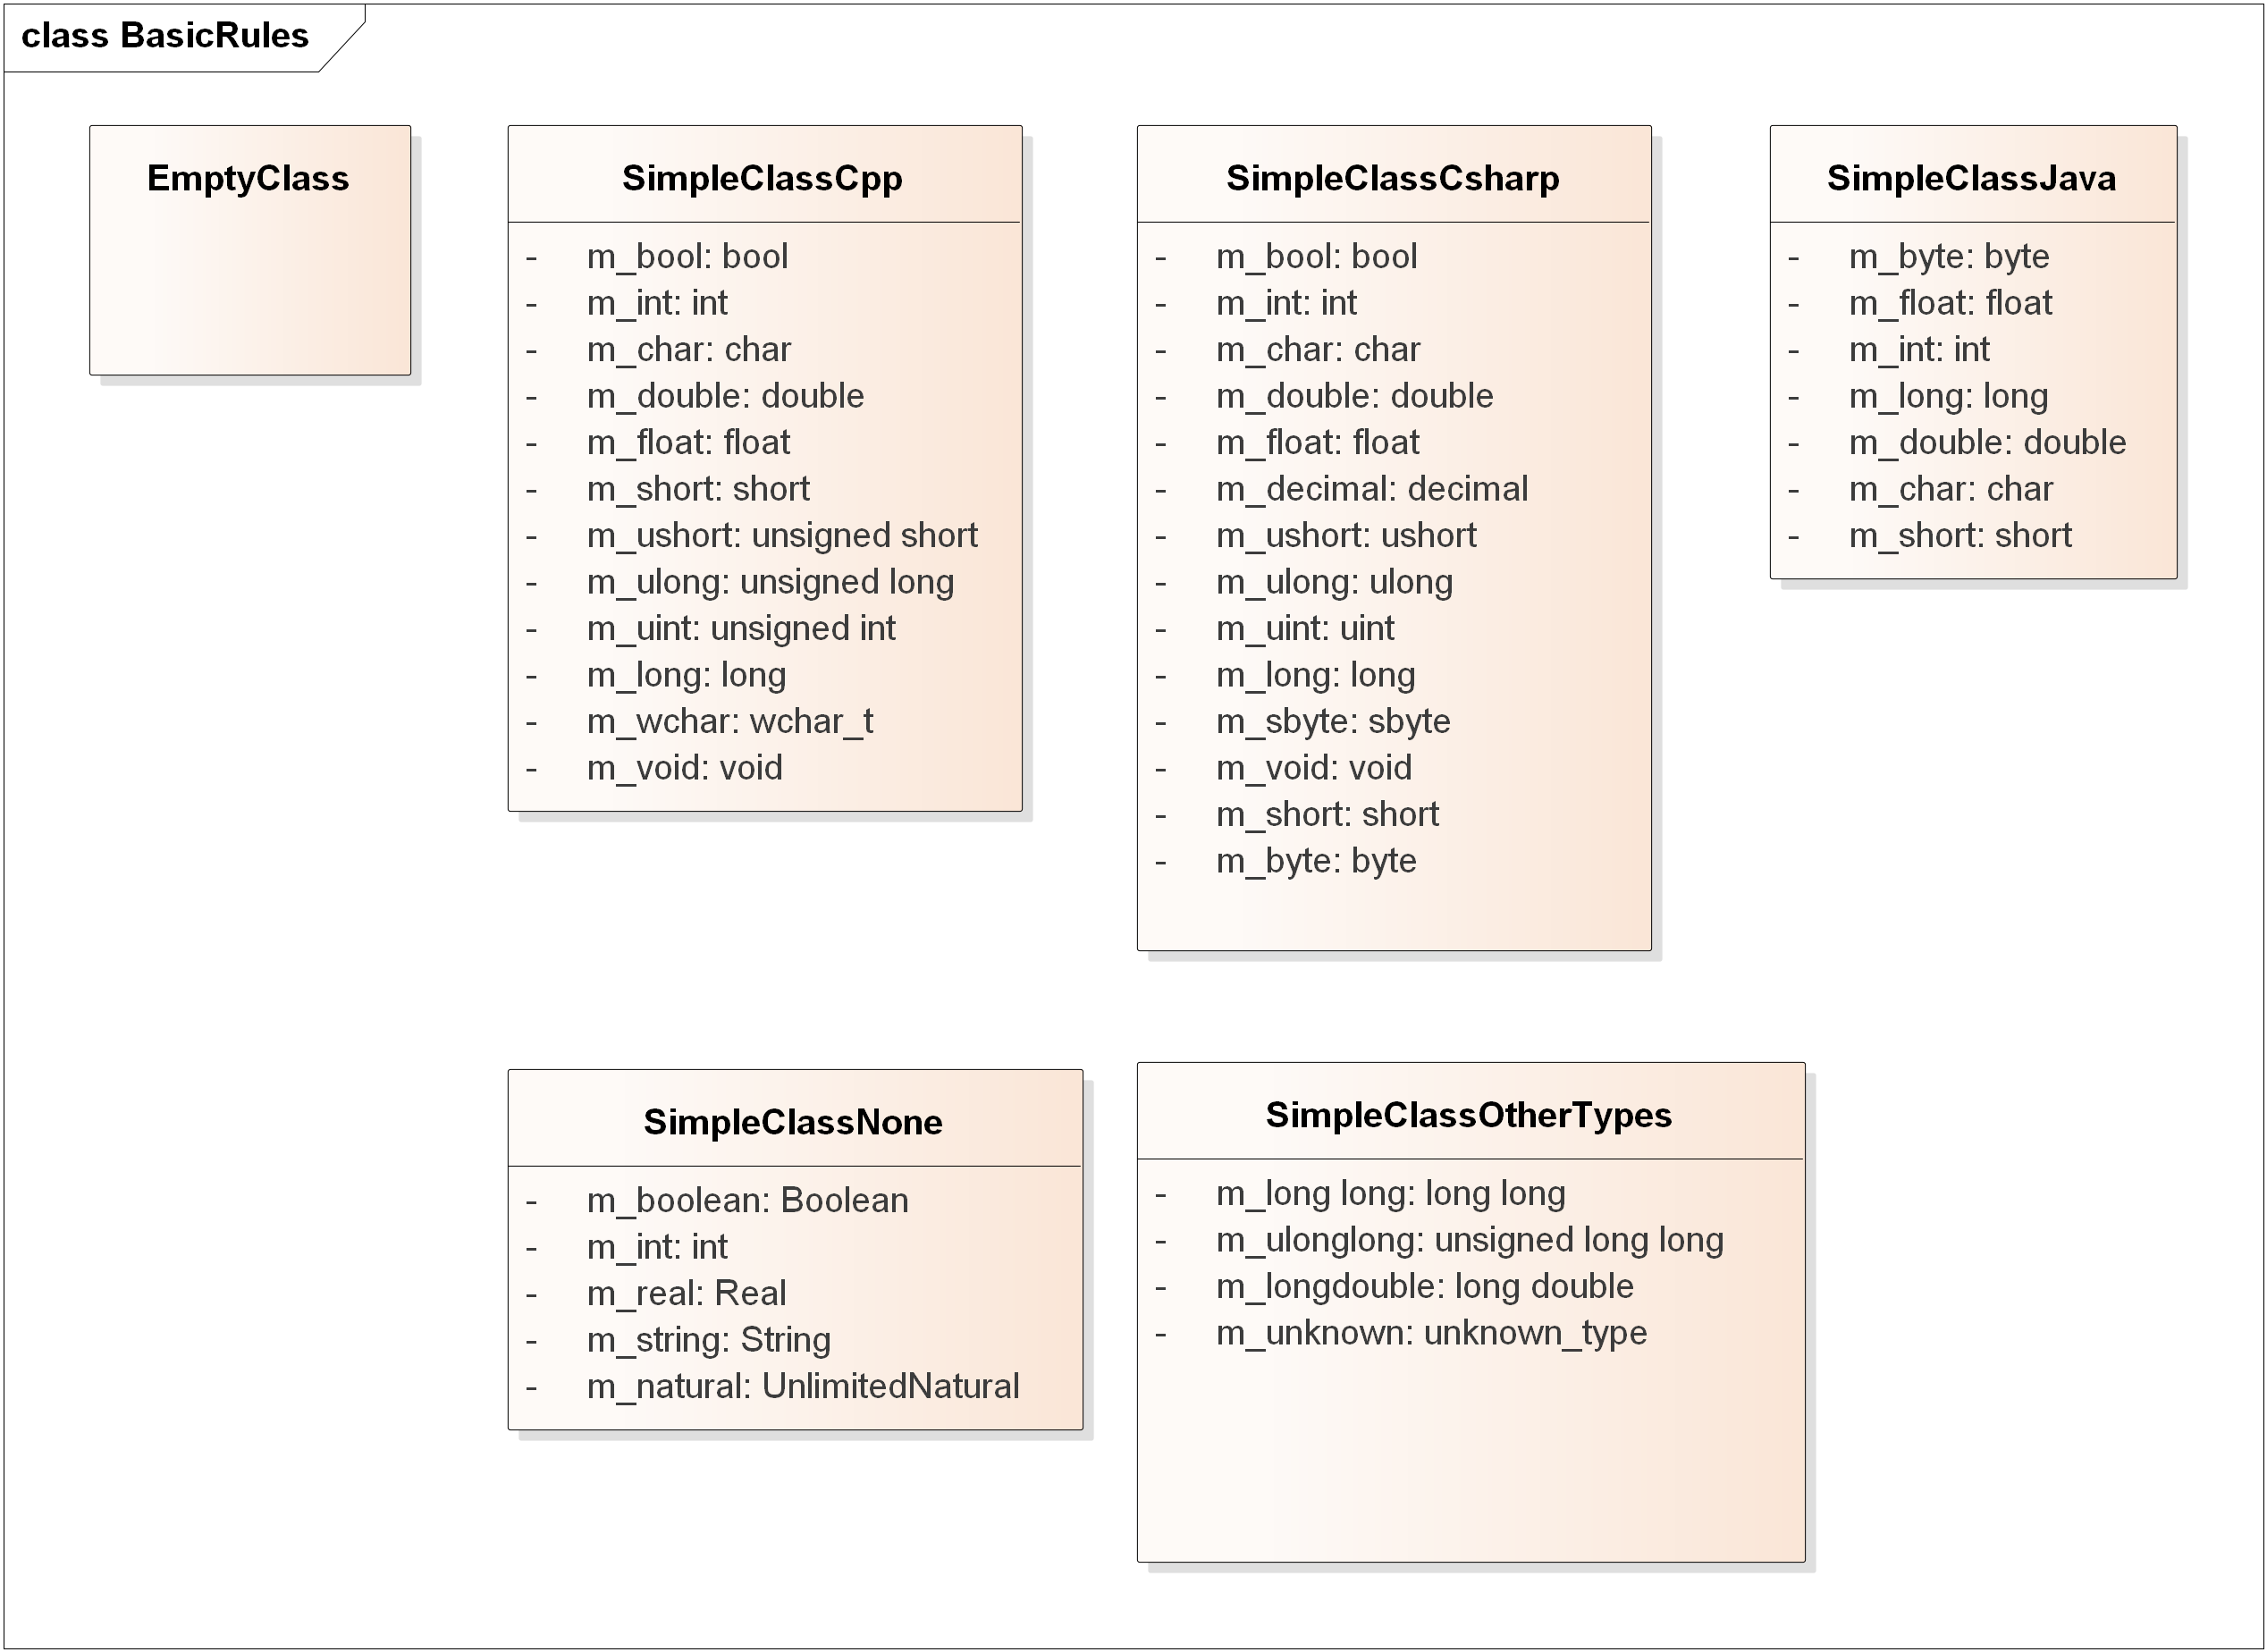 class BasicRules
EmptyClass
SimpleClassCpp
- m_bool: bool
- m_int: int
- m_char: char
- m_double: double
- m_float: float
- m_short: short
- m_ushort: unsigned short
- m_ulong: unsigned long
- m_uint: unsigned int
- m_long: long
- m_wchar: wchar_t
- m_void: void
SimpleClassCsharp
- m_bool: bool
- m_int: int
- m_char: char
- m_double: double
- m_float: float
- m_decimal: decimal
- m_ushort: ushort
- m_ulong: ulong
- m_uint: uint
- m_long: long
- m_sbyte: sbyte
- m_void: void
- m_short: short
- m_byte: byte
SimpleClassJava
- m_byte: byte
- m_float: float
- m_int: int
- m_long: long
- m_double: double
- m_char: char
- m_short: short
SimpleClassNone
- m_boolean: Boolean
- m_int: int
- m_real: Real
- m_string: String
- m_natural: UnlimitedNatural
SimpleClassOtherTypes
- m_long long: long long
- m_ulonglong: unsigned long long
- m_longdouble: long double
- m_unknown: unknown_type